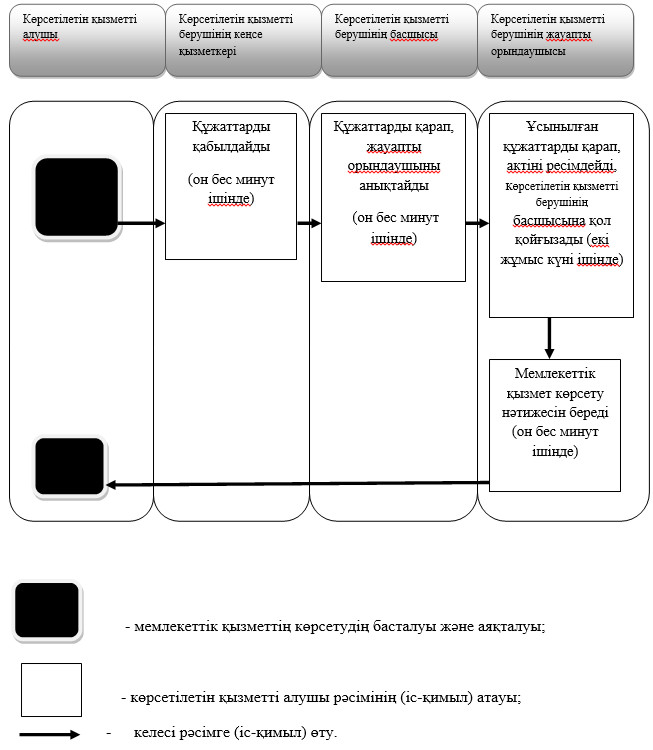 Көрсетілетін қызметті
алушы
Көрсетілетін қызметті
берушінің кеңсе
қызметкері
Көрсетілетін қызметті
берушінің басшысы
Көрсетілетін қызметті
берушінің жауапты
орындаушысы
Құжаттарды
қабылдайды
(он бес минут
ішінде)
Құжаттарды қарап,
жауапты
орындаушыны
анықтайды
(он бес минут
ішінде)
Ұсынылған
құжаттарды қарап,
актіні ресімдейді,
көрсетілетін қызметті
берушінің
басшысына қол
қойғызады (екі
жұмыс күні ішінде)
Мемлекеттік
қызмет көрсету
нәтижесін береді
(он бес минут
ішінде)
- мемлекеттік қызметтің көрсетудің басталуы және аяқталуы;
- көрсетілетін қызметті алушы рәсімінің (іс-қимыл) атауы;
- келесі рәсімге (іс-қимыл) өту.